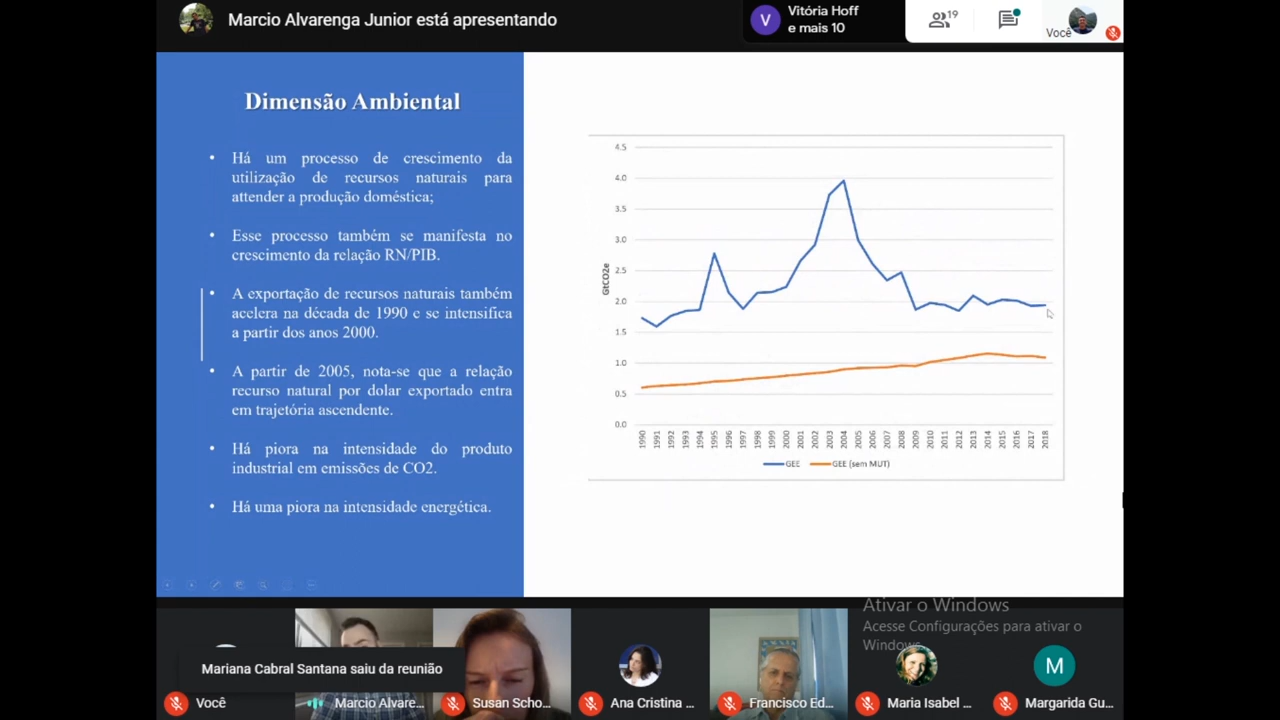 Marcio Alvarenga Junior está apresentando
V
Vitória Hoff
e mais 10
19
Você
Dimensão Ambiental
• Há um processo de crescimento da
utilização de recursos naturais para
attender a produção doméstica;
• Esse processo também se manifesta no
crescimento da relação RN/PIB.
• A exportação de recursos naturais também
acelera na década de 1990 e se intensifica
a partir dos anos 2000.
• A partir de 2005, nota-se que a relação
recurso natural por dolar exportado entra
em trajetória ascendente.
• Há piora na intensidade do produto
industrial em emissões de CO2.
• Há uma piora na intensidade energética.
GtCO2e
4.5
4.0
3.5
3.0
2.5
2.0
1.5
1.0
0.5
0.0
1990 1991 1992 1993 1994 1995 1996 1997 1998 1999 2000 2001 2002 2003 2004 2005 2006 2007 2008 2009 2010 2011 2012 2013 2014 2015 2016 2017 2018
GEE GEE (sem MUT)
Ativar o Windows
Acesse Configurações para ativar o
Windows.
Mariana Cabral Santana saiu da reunião
M
Você
Marcio Alvare...
Susan Scho...
Ana Cristina ...
Francisco Ed...
Maria Isabel ...
Margarida Gu...